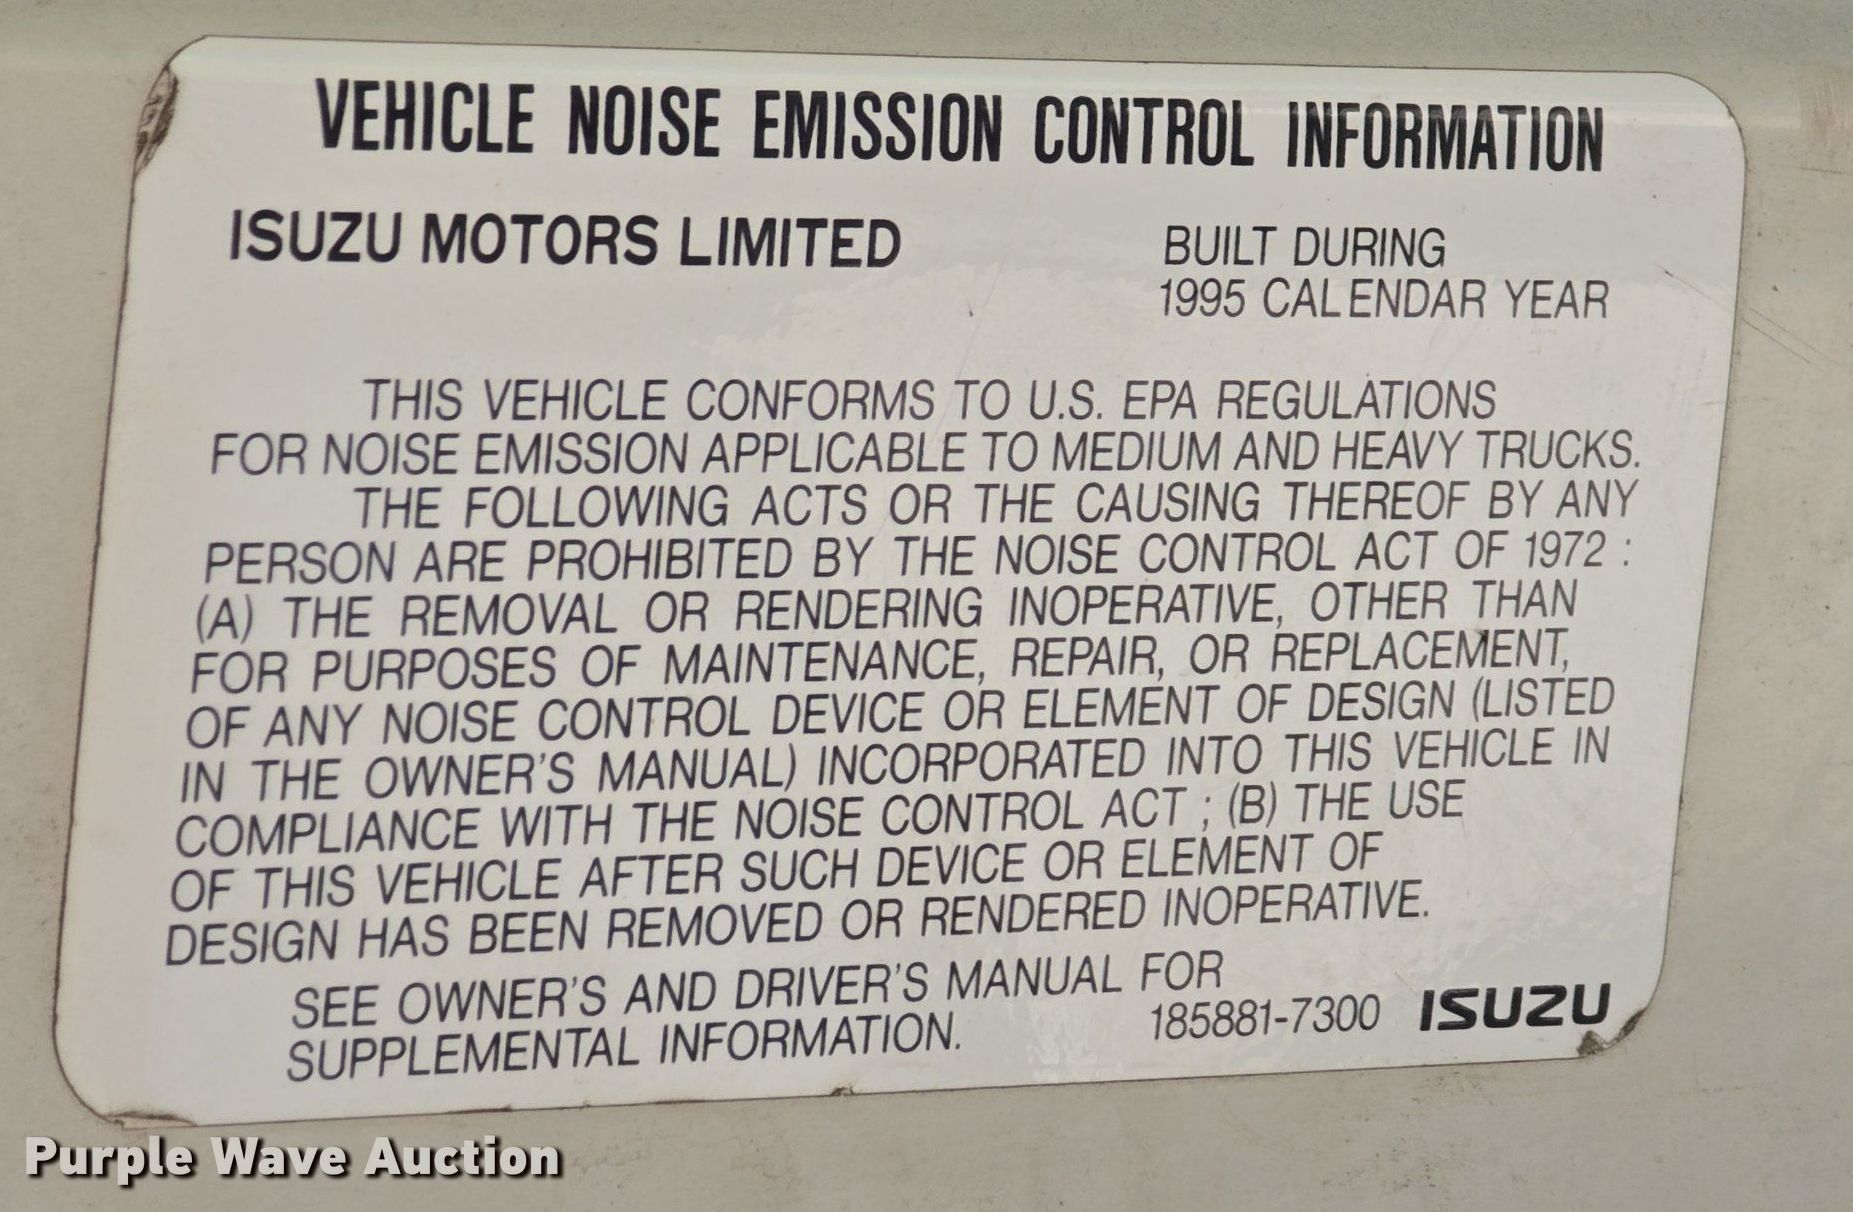 VEHICLE NOISE EMISSION CONTROL INFORMATION
ISUZU MOTORS LIMITED
BUILT DURING
1995 CALENDAR YEAR
THIS VEHICLE CONFORMS TO U.S. EPA REGULATIONS
FOR NOISE EMISSION APPLICABLE TO MEDIUM AND HEAVY TRUCKS.
THE FOLLOWING ACTS OR THE CAUSING THEREOF BY ANY
PERSON ARE PROHIBITED BY THE NOISE CONTROL ACT OF 1972 :
(A) THE REMOVAL OR RENDERING INOPERATIVE, OTHER THAN
FOR PURPOSES OF MAINTENANCE, REPAIR, OR REPLACEMENT,
OF ANY NOISE CONTROL DEVICE OR ELEMENT OF DESIGN (LISTED
IN THE OWNER'S MANUAL) INCORPORATED INTO THIS VEHICLE IN
COMPLIANCE WITH THE NOISE CONTROL ACT ; (B) THE USE
OF THIS VEHICLE AFTER SUCH DEVICE OR ELEMENT OF
DESIGN HAS BEEN REMOVED OR RENDERED INOPERATIVE.
SEE OWNER'S AND DRIVER'S MANUAL FOR
SUPPLEMENTAL INFORMATION.
185881-7300 ISUZU
Purple Wave Auction